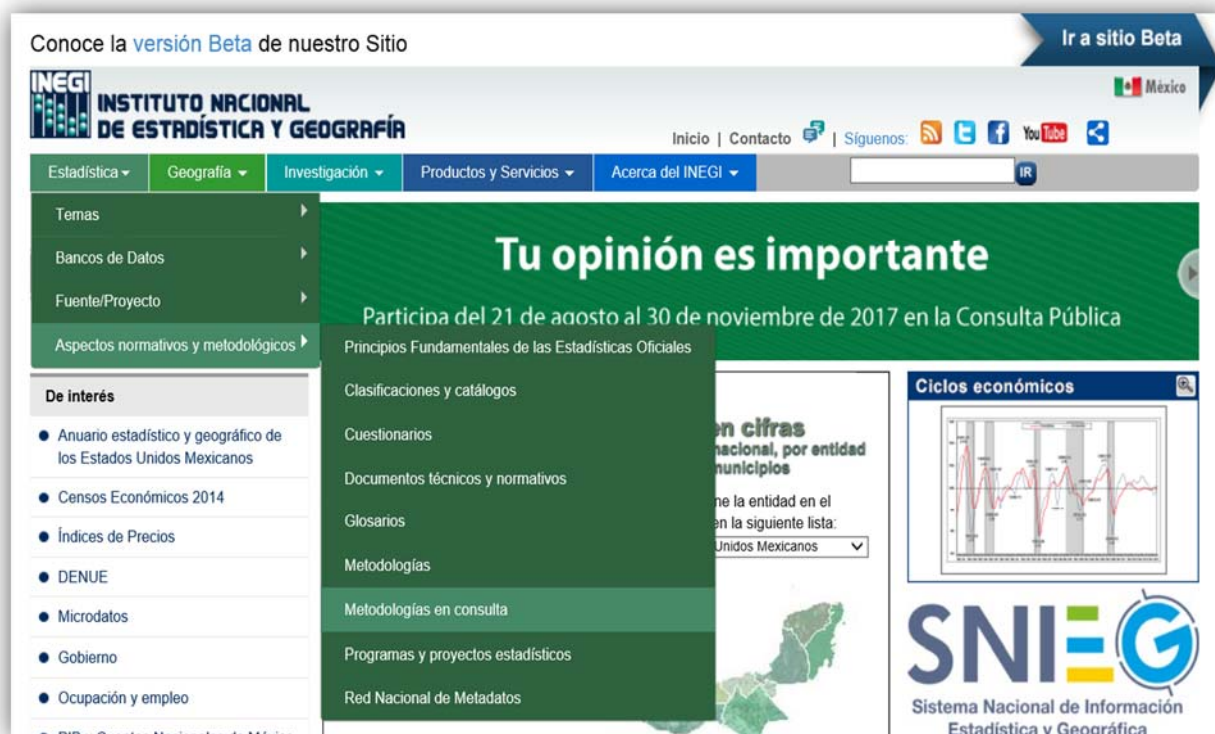 Conoce la versión Beta de nuestro Sitio
Ir a sitio Beta
INEGI
INSTITUTO NACIONAL
DE ESTADÍSTICA Y GEOGRAFÍA
México
Inicio | Contacto | Síguenos:
You Tube
Estadística
Geografía
Investigación
Productos y Servicios
Acerca del INEGI
IR
Temas
Bancos de Datos
Fuente/Proyecto
Aspectos normativos y metodológicos
Tu opinión es importante
Participa del 21 de agosto al 30 de noviembre de 2017 en la Consulta Pública
Principios Fundamentales de las Estadísticas Oficiales
Clasificaciones y catálogos
Cuestionarios
Documentos técnicos y normativos
Glosarios
Metodologías
Metodologías en consulta
Programas y proyectos estadísticos
Red Nacional de Metadatos
De interés
Anuario estadístico y geográfico de
los Estados Unidos Mexicanos
Censos Económicos 2014
Índices de Precios
DENUE
Microdatos
Gobierno
Ocupación y empleo
en cifras
nacional, por entidad
municipios
la entidad en el
en la siguiente lista:
Unidos Mexicanos
Ciclos económicos
SNIEG
Sistema Nacional de Información
Estadística y Geográfica